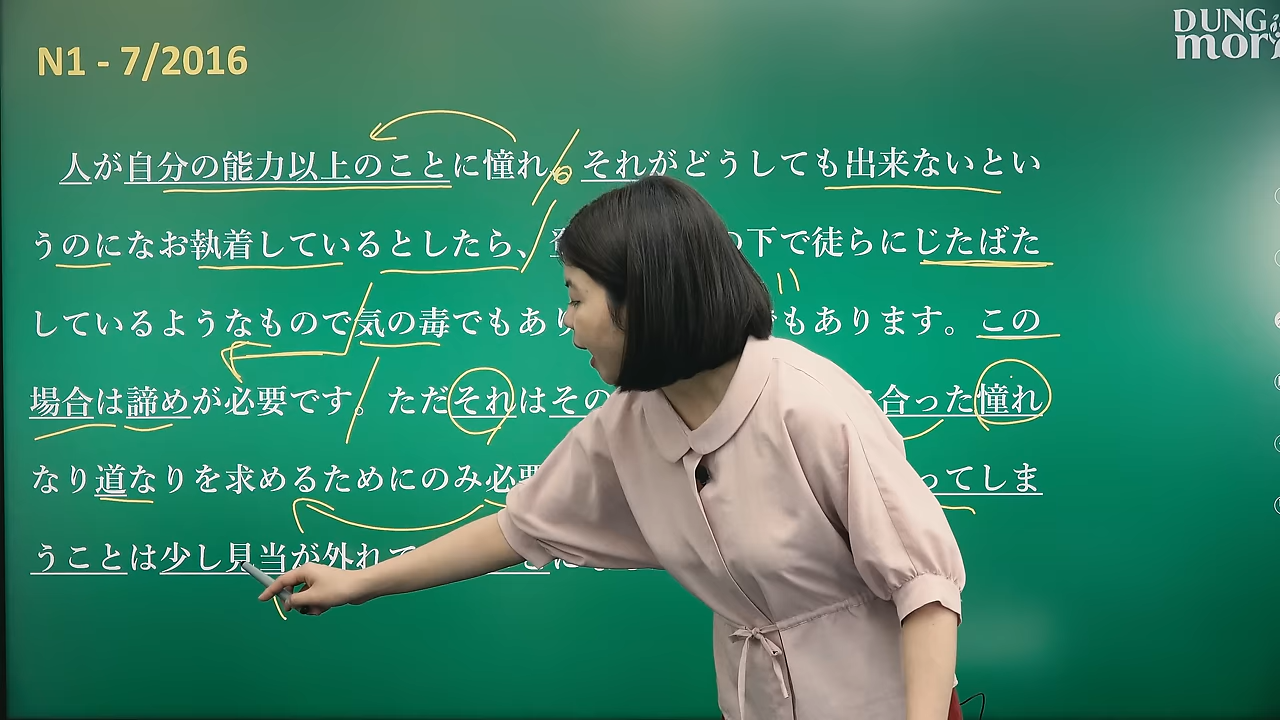 DUNG
mori
N1 - 7/2016
人が自分の能力以上のことに憧れ。それがどうしても出来ないとい
うのになお執着しているとしたら、の下で徒らにじたばた
しているようなもので気の毒でもありもあります。この
場合は諦めが必要です。ただそれはその合った憧れ
なり道なりを求めるためにのみ必要ってしま
うことは少し見当が外れて